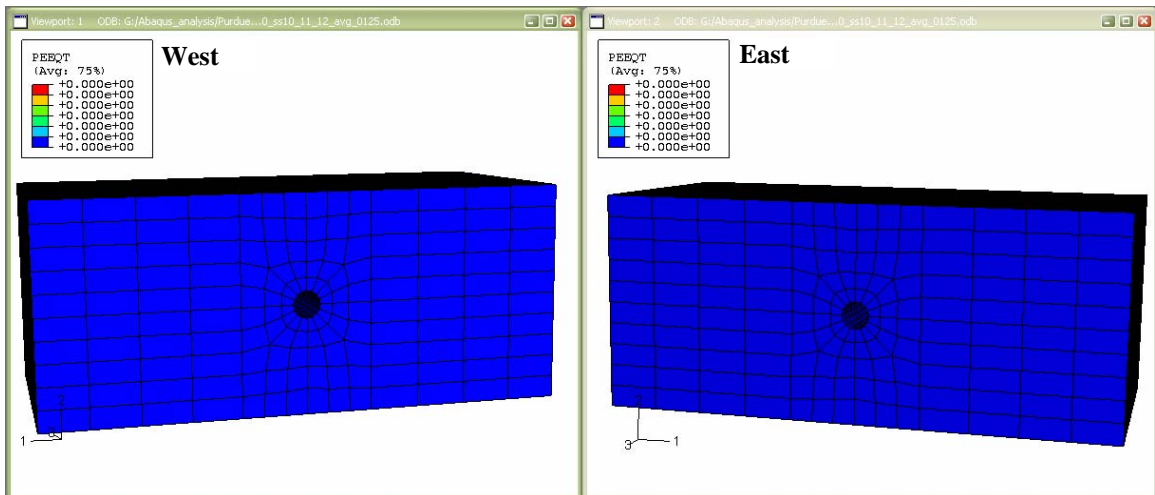 Viewport: 1 ODB: G:/Abaqus_analysis/Purdue...0_ss10_11_12_avg_0125.odb
West
PEEQT
(Avg: 75%)
+0.000e+00
+0.000e+00
+0.000e+00
+0.000e+00
+0.000e+00
+0.000e+00
+0.000e+00
2
3
1
Viewport: 2 ODB: G:/Abaqus_analysis/Purdue...0_ss10_11_12_avg_0125.odb
East
PEEQT
(Avg: 75%)
+0.000e+00
+0.000e+00
+0.000e+00
+0.000e+00
+0.000e+00
+0.000e+00
+0.000e+00
2
3
1